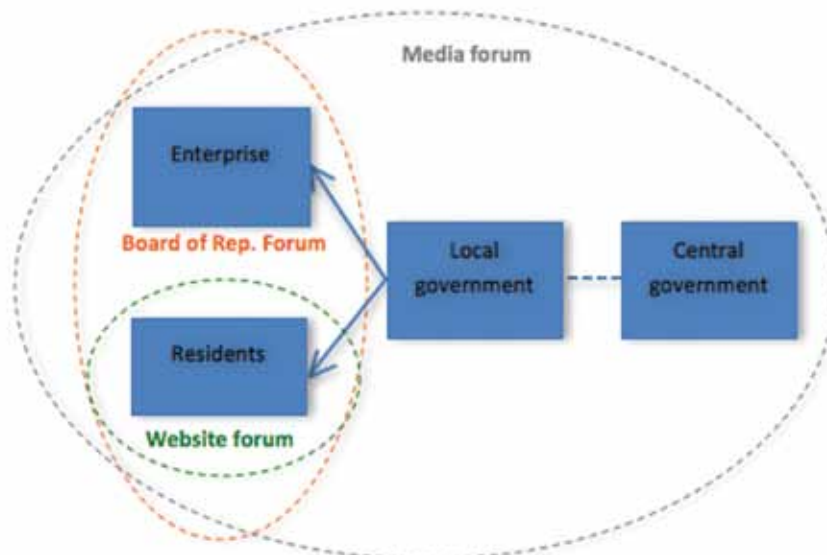 Media forum
Enterprise
Board of Rep. Forum
Local
government
Central
government
Residents
Website forum